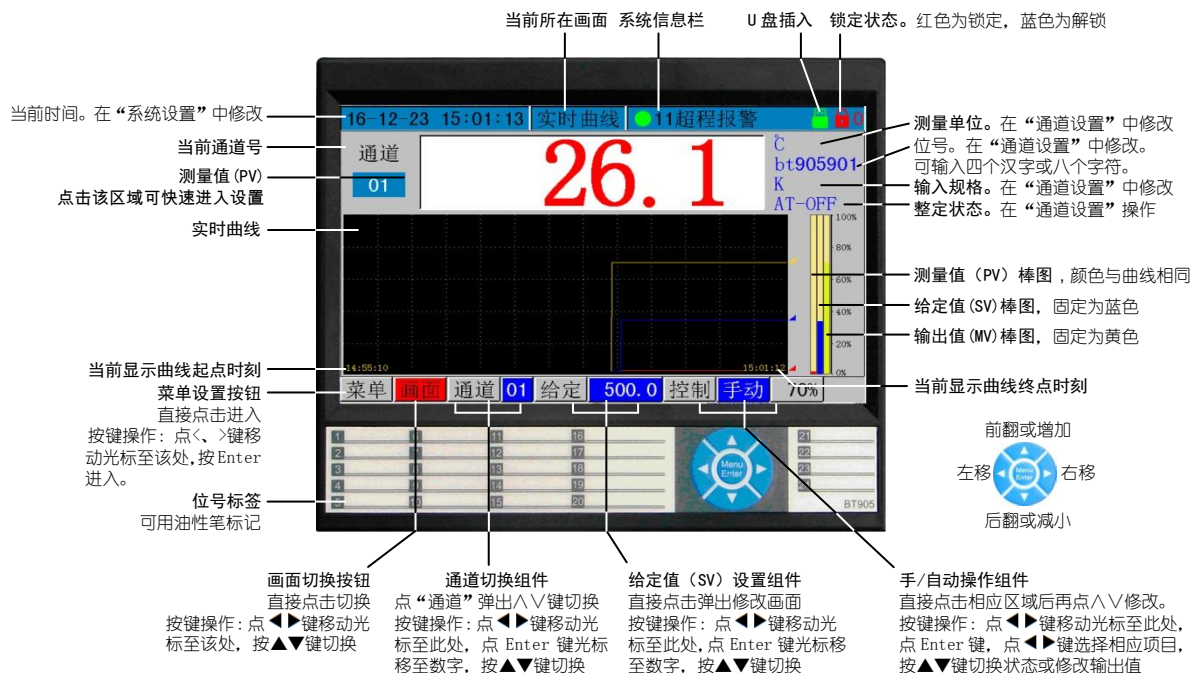 当前所在画面 系统信息栏 U盘插入 锁定状态。红色为锁定，蓝色为解锁
当前时间。在“系统设置”中修改
当前通道号
测量值(PV)
点击该区域可快速进入设置
实时曲线
当前显示曲线起点时刻
菜单设置按钮
直接点击进入
按键操作：点<、>键移
动光标至该处,按Enter
进入。
位号标签
可用油性笔标记
16-12-23 15:01:13 实时曲线 11超程报警 0
通道
01
26.1
℃
bt905901
K
AT-OFF
100%
80%
60%
40%
20%
0%
14:55:10 15:01:12
菜单 画面 通道 01 给定 500.0 控制 手动 70%
1 11 16 21
2 12 17 22
3 13 18 23
4 14 19
15 20
Menu
Enter
BT905
测量单位。在“通道设置”中修改
位号。在“通道设置”中修改。
可输入四个汉字或八个字符。
输入规格。在“通道设置”中修改
整定状态。在“通道设置”操作
测量值（PV）棒图，颜色与曲线相同
给定值(SV)棒图，固定为蓝色
输出值(MV)棒图，固定为黄色
当前显示曲线终点时刻
前翻或增加
左移 Menu Enter 右移
后翻或减小
画面切换按钮
直接点击切换
按键操作：点◀▶键移动光
标至该处，按▲▼键切换
通道切换组件
点“通道”弹出∧∨键切换
按键操作：点◀▶键移动光
标至此处，点 Enter 键光标
移至数字，按▲▼键切换
给定值（SV）设置组件
直接点击弹出修改画面
按键操作：点◀▶键移动光
标至此处,点 Enter 键光标移
至数字，按▲▼键切换
手/自动操作组件
直接点击相应区域后再点∧∨修改。
按键操作：点◀▶键移动光标至此处,
点 Enter 键，点◀▶键选择相应项目，
按▲▼键切换状态或修改输出值